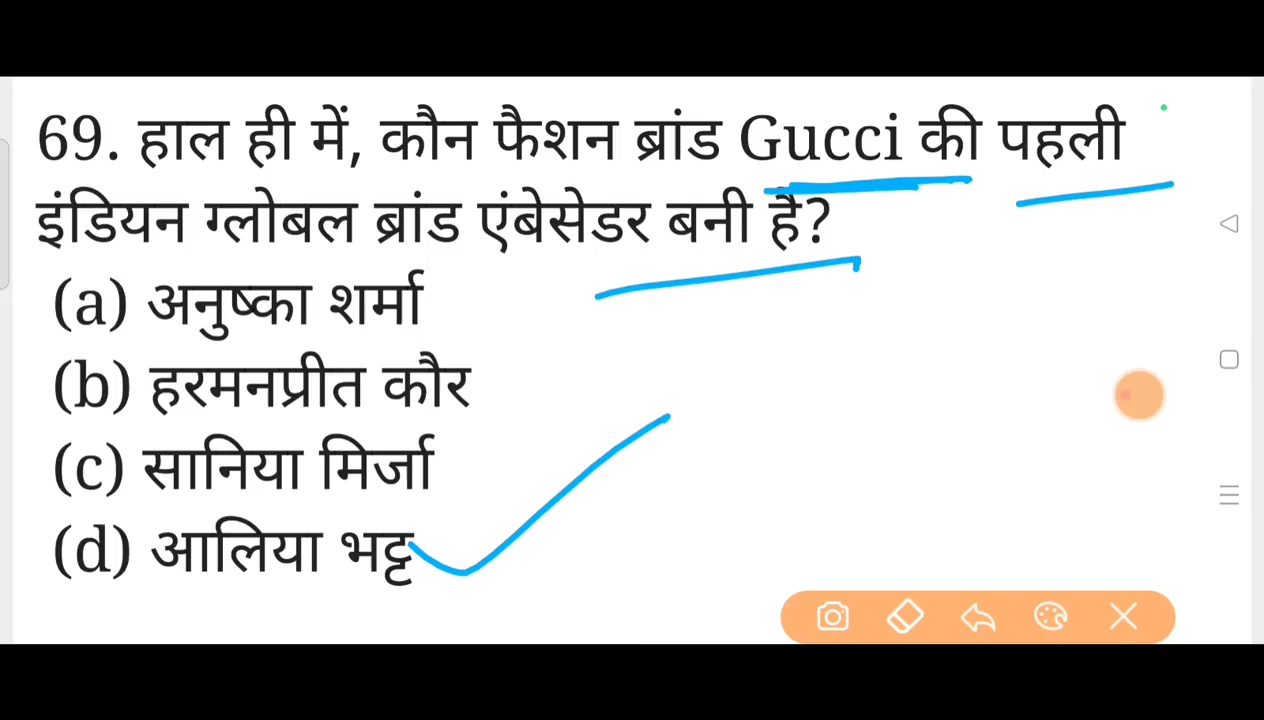 69. हाल ही में, कौन फैशन ब्रांड Gucci की पहली
इंडियन ग्लोबल ब्रांड एंबेसेडर बनी है?
(a) अनुष्का शर्मा
(b) हरमनप्रीत कौर
(c) सानिया मिर्जा
(d) आलिया भट्ट